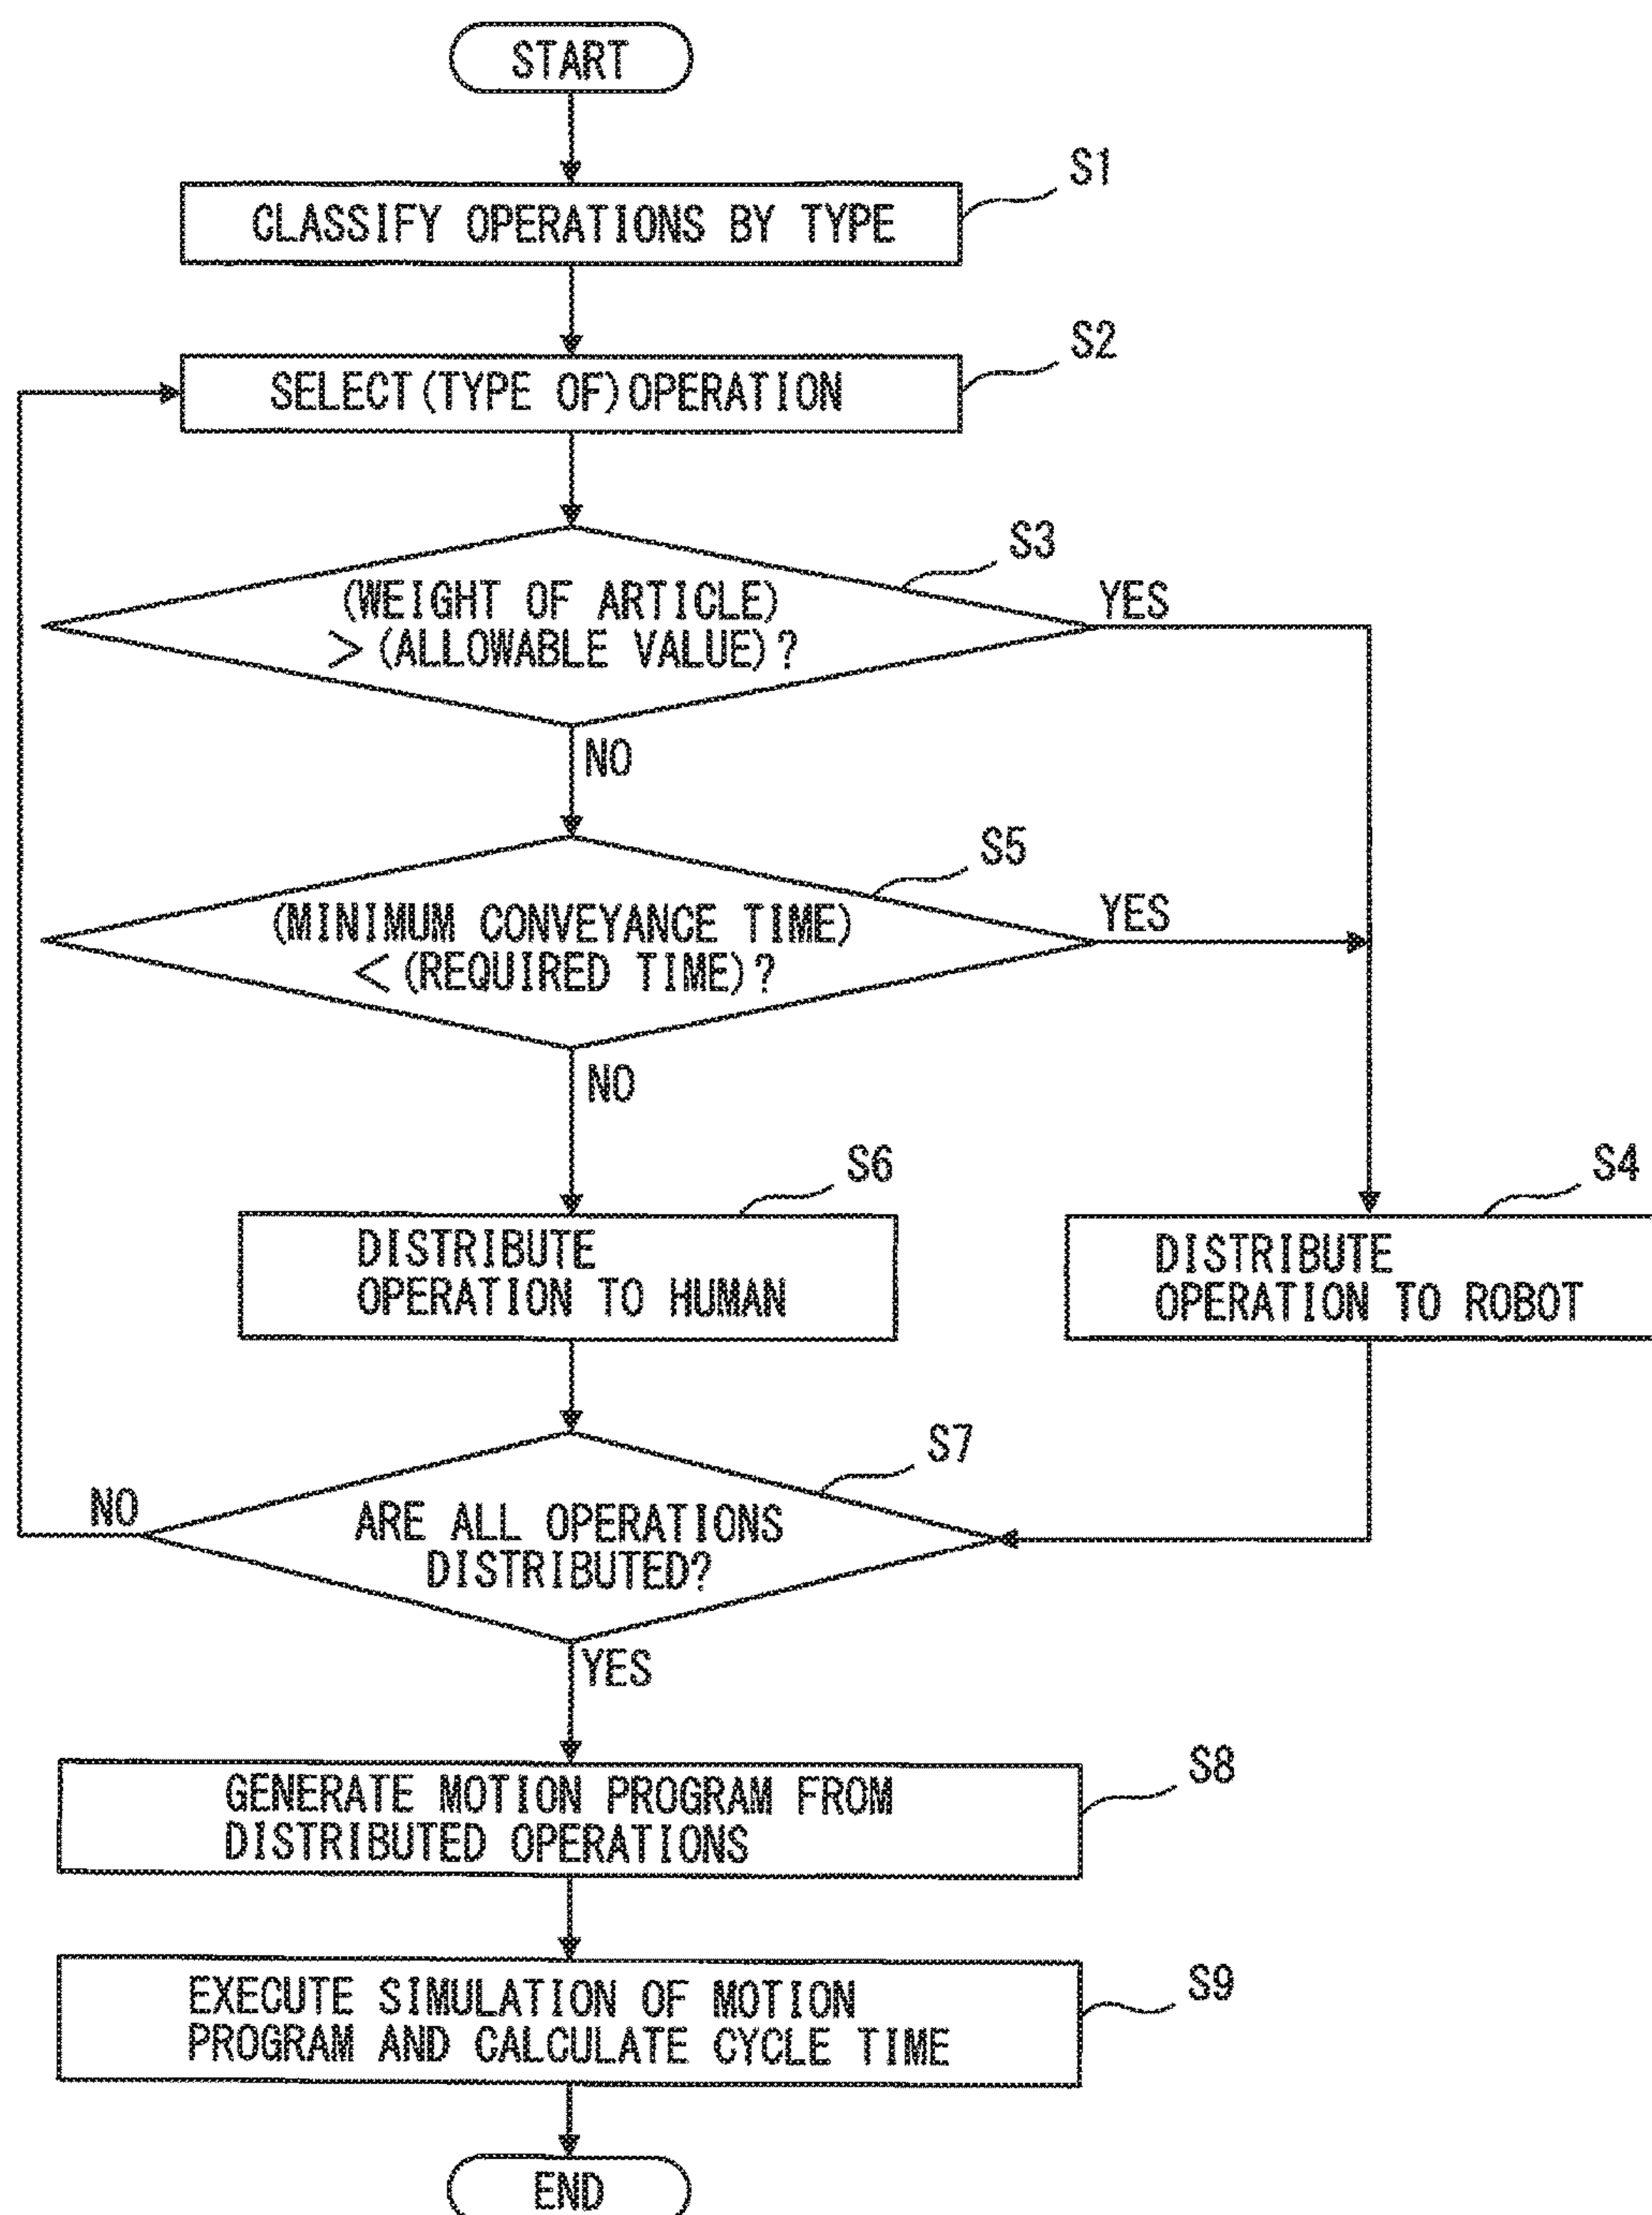 START
S1
CLASSIFY OPERATIONS BY TYPE
S2
SELECT(TYPE OF)OPERATION
S3
(WEIGHT OF ARTICLE)
>(ALLOWABLE VALUE)?
YES
NO
S5
(MINIMUM CONVEYANCE TIME)
<(REQUIRED TIME)?
YES
NO
S6
DISTRIBUTE
OPERATION TO HUMAN
S4
DISTRIBUTE
OPERATION TO ROBOT
S7
NO
ARE ALL OPERATIONS
DISTRIBUTED?
YES
S8
GENERATE MOTION PROGRAM FROM
DISTRIBUTED OPERATIONS
S9
EXECUTE SIMULATION OF MOTION
PROGRAM AND CALCULATE CYCLE TIME
END